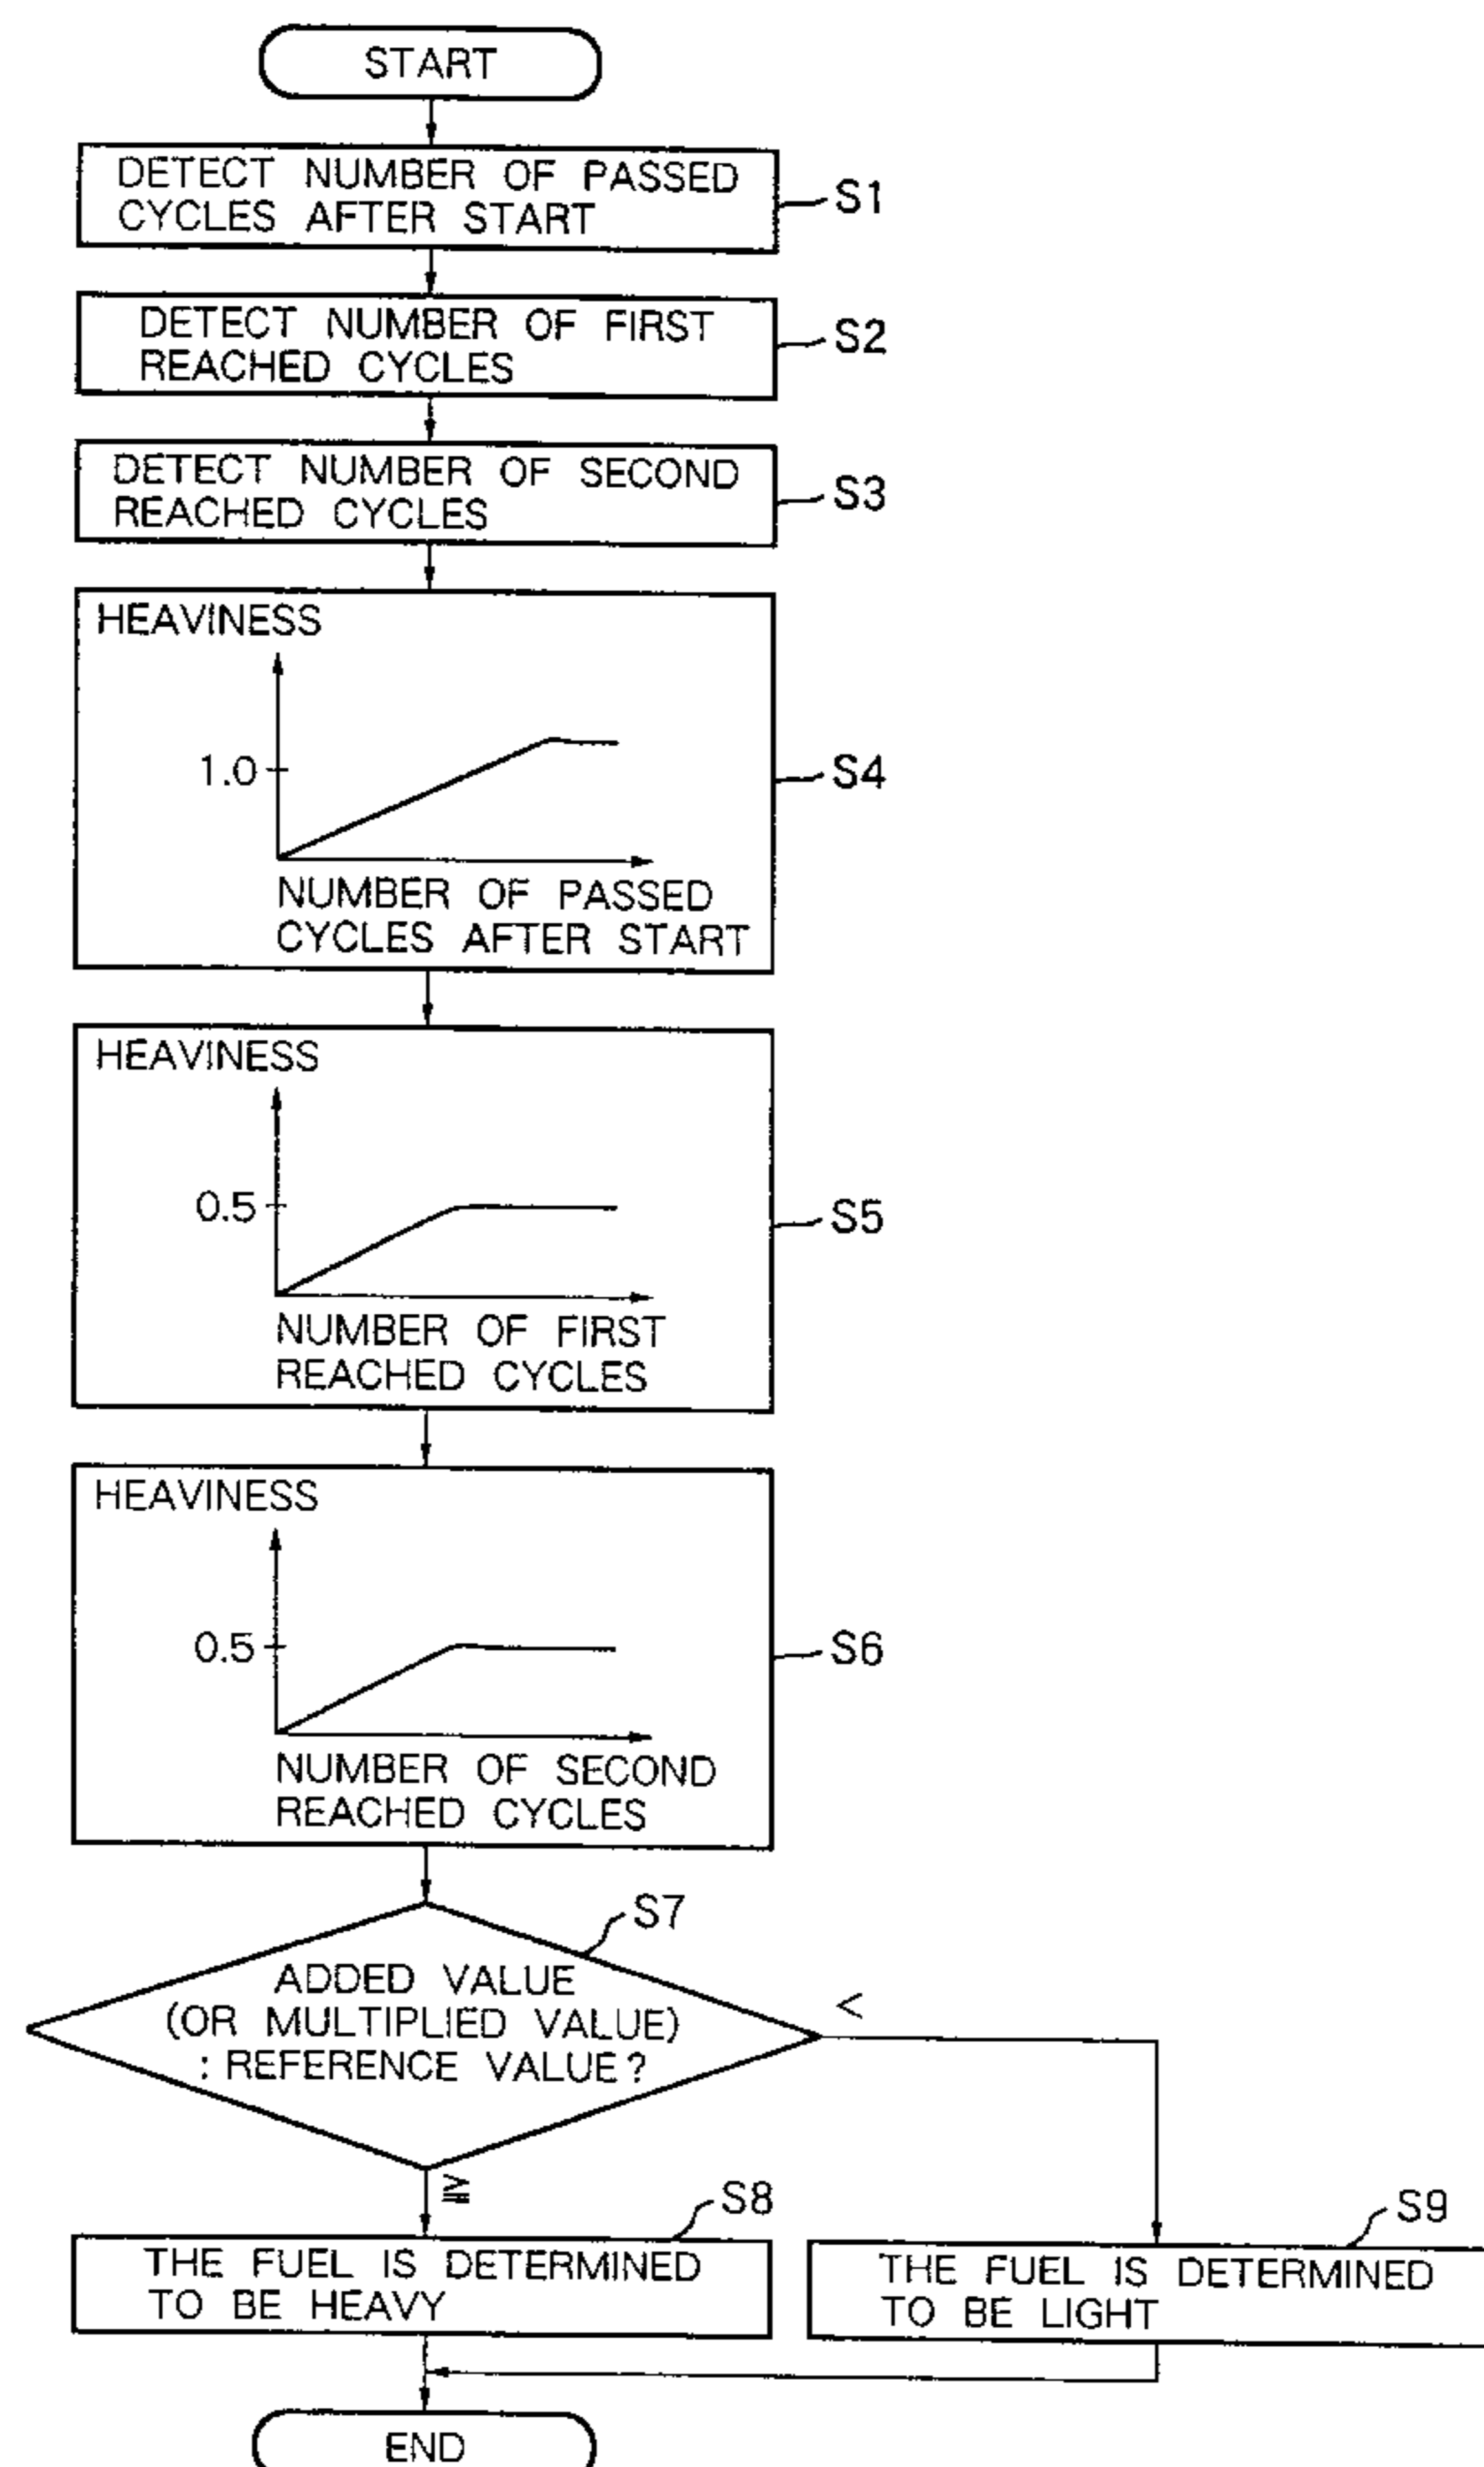 START
DETECT NUMBER OF PASSED
CYCLES AFTER START
S1
DETECT NUMBER OF FIRST
REACHED CYCLES
S2
DETECT NUMBER OF SECOND
REACHED CYCLES
S3
HEAVINESS
1.0
S4
NUMBER OF PASSED
CYCLES AFTER START
HEAVINESS
0.5
S5
NUMBER OF FIRST
REACHED CYCLES
HEAVINESS
0.5
S6
NUMBER OF SECOND
REACHED CYCLES
S7
ADDED VALUE
(OR MULTIPLIED VALUE)
: REFERENCE VALUE?
<
≧
S8
THE FUEL IS DETERMINED
TO BE HEAVY
S9
THE FUEL IS DETERMINED
TO BE LIGHT
END